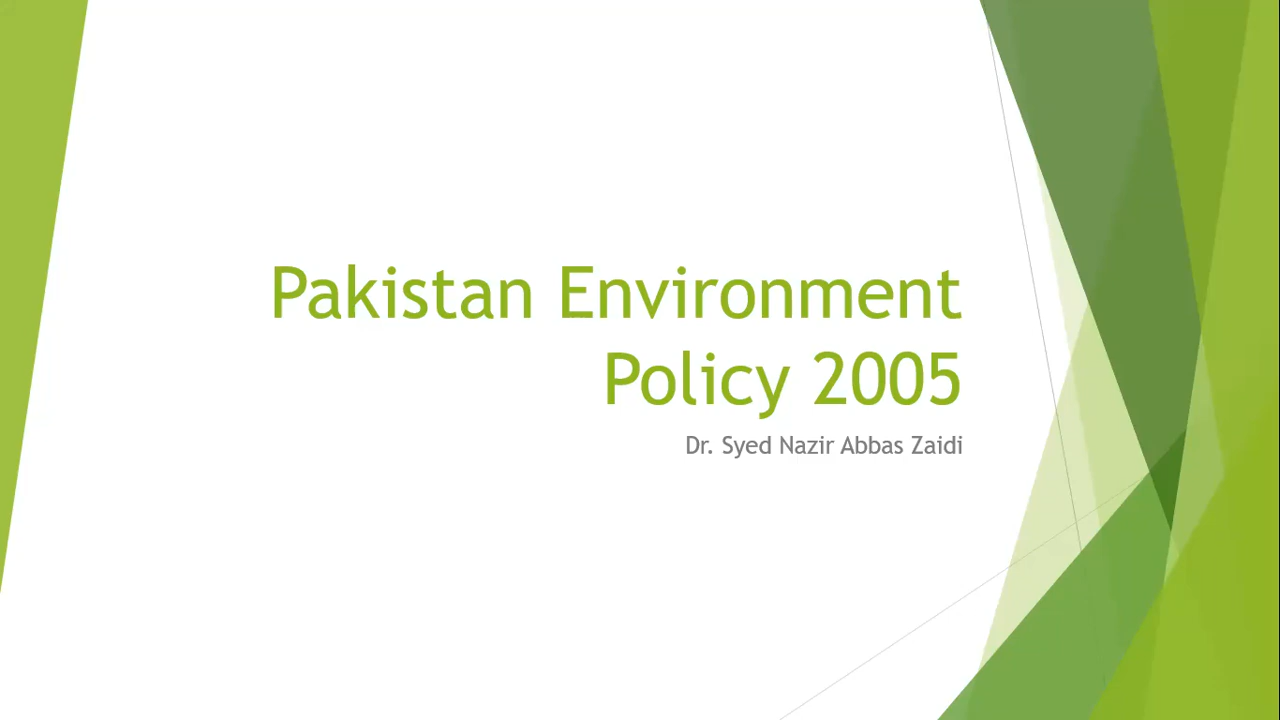 Pakistan Environment
Policy 2005
Dr. Syed Nazir Abbas Zaidi